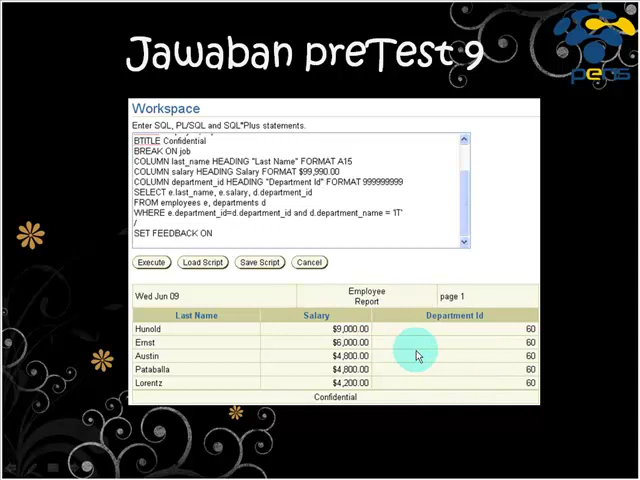 Jawaban preTest 9
pens
Workspace
Enter SQL, PL/SQL and SQL*Plus statements.
BTITLE Confidential
BREAK ON job
COLUMN last_name HEADING "Last Name" FORMAT A15
COLUMN salary HEADING Salary FORMAT $99,990.00
COLUMN department_id HEADING "Department Id" FORMAT 999999999
SELECT e.last_name, e.salary, d.department_id
FROM employees e, departments d
WHERE e.department_id=d.department_id and d.department_name = 'IT'
/
SET FEEDBACK ON
Execute Load Script Save Script Cancel
Wed Jun 09 Employee Report page 1
Last Name Salary Department Id
Hunold $9,000.00 60
Ernst $6,000.00 60
Austin $4,800.00 60
Pataballa $4,800.00 60
Lorentz $4,200.00 60
Confidential